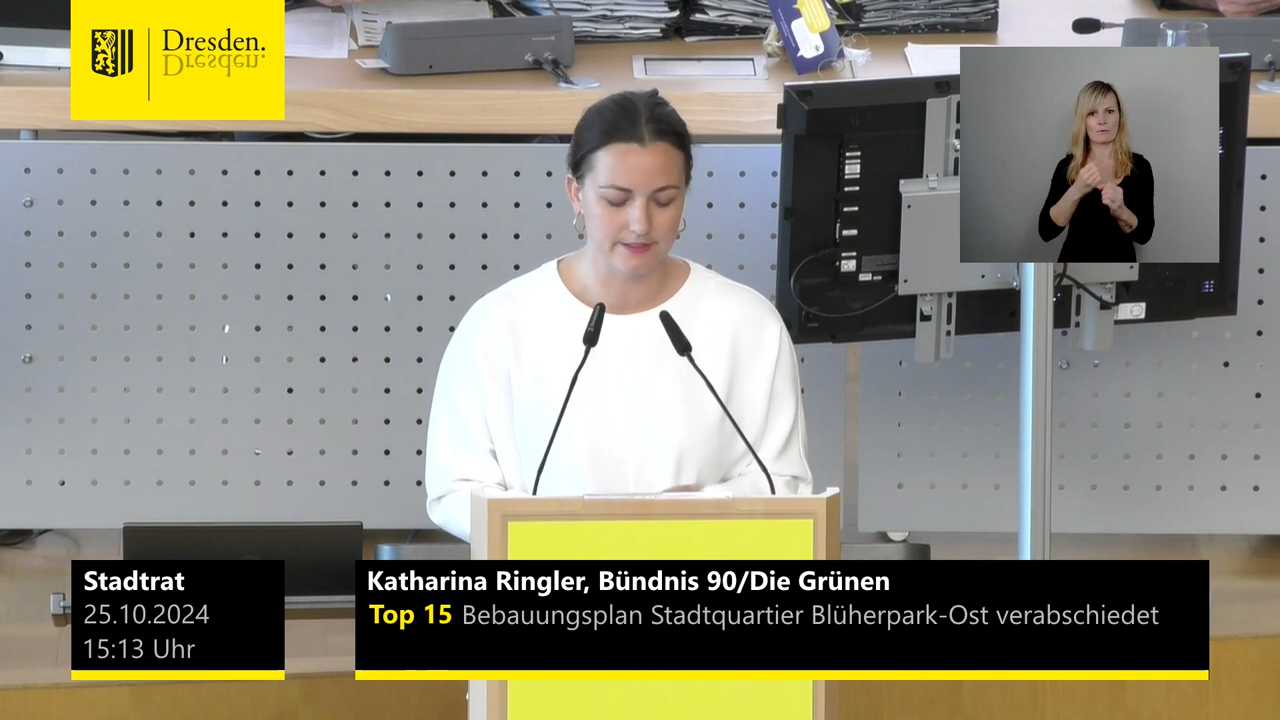 Dresden.
Dresden.
Stadtrat
25.10.2024
15:13 Uhr
Katharina Ringler, Bündnis 90/Die Grünen
Top 15 Bebauungsplan Stadtquartier Blüherpark-Ost verabschiedet